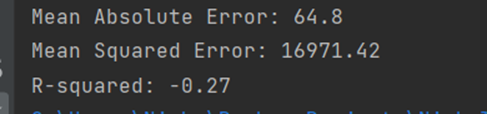 Mean Absolute Error: 64.8
Mean Squared Error: 16971.42
R-squared: -0.27